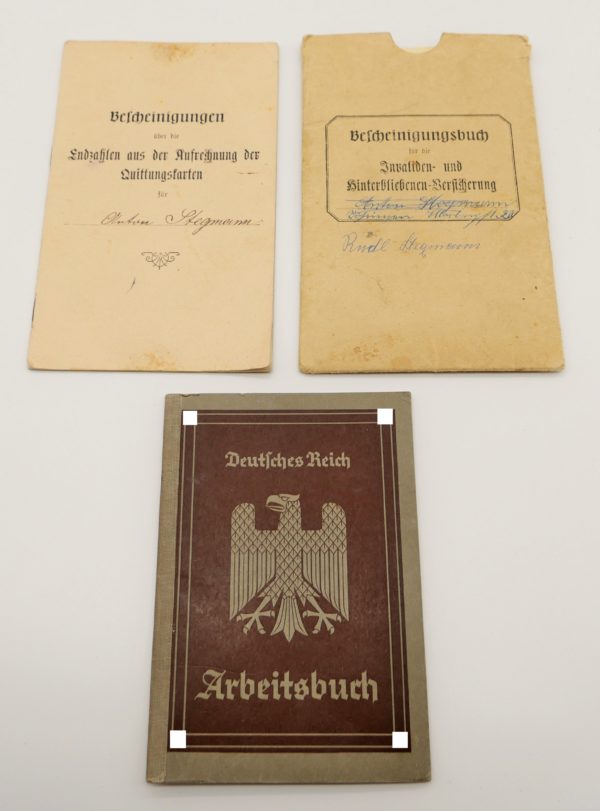 Bescheinigungen
über die
Endzahlen aus der Aufrechnung der
Quittungskarten
für
Anton Stegmann
Bescheinigungsbuch
für die
Invaliden- und
Hinterbliebenen-Versicherung
Anton Stegmann
Rudl Stegmann
Deutsches Reich
Arbeitsbuch